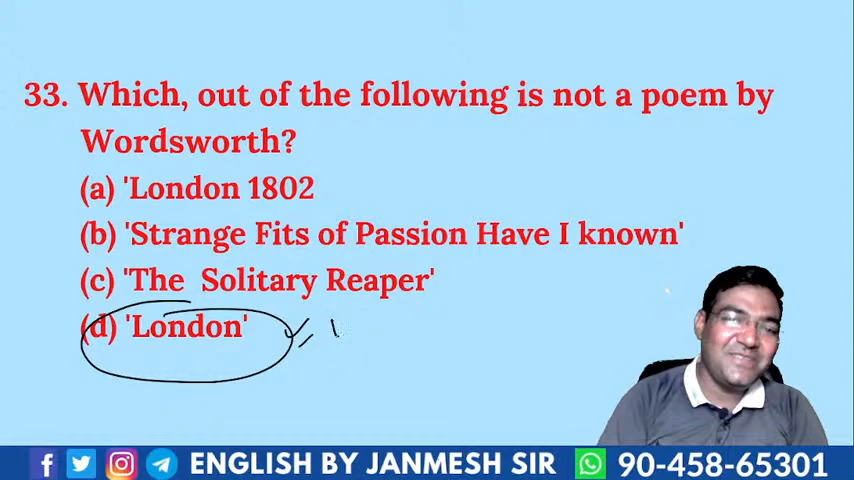 33. Which, out of the following is not a poem by
Wordsworth?
(a) 'London 1802
(b) 'Strange Fits of Passion Have I known'
(c) 'The Solitary Reaper'
(d) 'London'
ENGLISH BY JANMESH SIR 90-458-65301